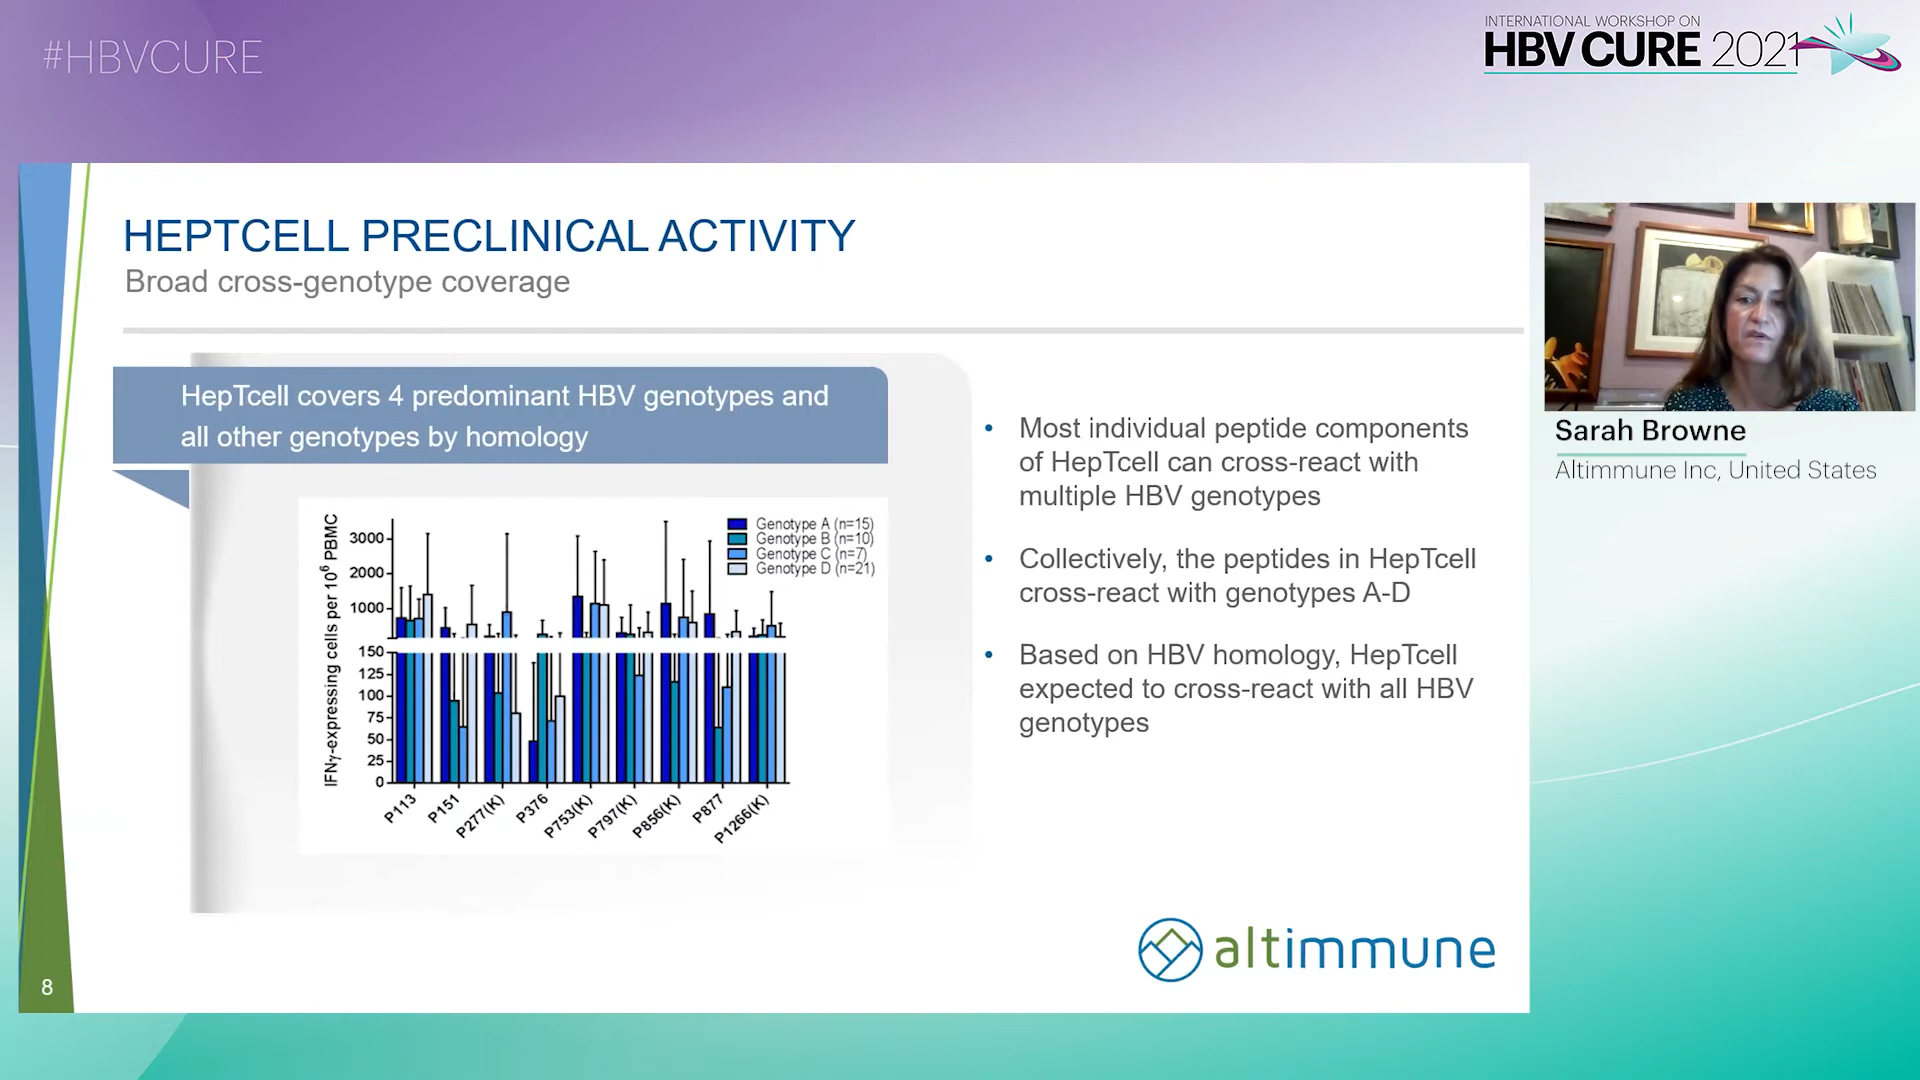 #HBVCURE
INTERNATIONAL WORKSHOP ON
HBV CURE 2021
HEPTCELL PRECLINICAL ACTIVITY
Broad cross-genotype coverage
HepTcell covers 4 predominant HBV genotypes and
all other genotypes by homology
IFNγ-expressing cells per 10⁶ PBMC
3000
2000
1000
150
125
100
75
50
25
0
Genotype A (n=15)
Genotype B (n=10)
Genotype C (n=7)
Genotype D (n=21)
P113
P151
P277(K)
P376
P753(K)
P797(K)
P856(K)
P877
P1266(K)
• Most individual peptide components
of HepTcell can cross-react with
multiple HBV genotypes
• Collectively, the peptides in HepTcell
cross-react with genotypes A-D
• Based on HBV homology, HepTcell
expected to cross-react with all HBV
genotypes
Sarah Browne
Altimmune Inc, United States
altimmune
8